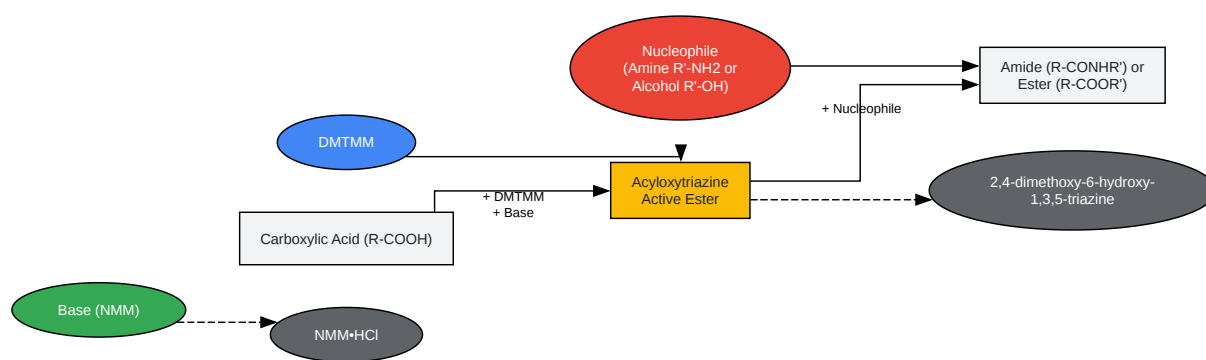 Nucleophile
(Amine R'-NH2 or
Alcohol R'-OH)
Amide (R-CONHR') or
Ester (R-COOR')
+ Nucleophile
DMTMM
Acyloxytriazine
Active Ester
2,4-dimethoxy-6-hydroxy-
1,3,5-triazine
+ DMTMM
+ Base
Carboxylic Acid (R-COOH)
Base (NMM)
NMM•HCl